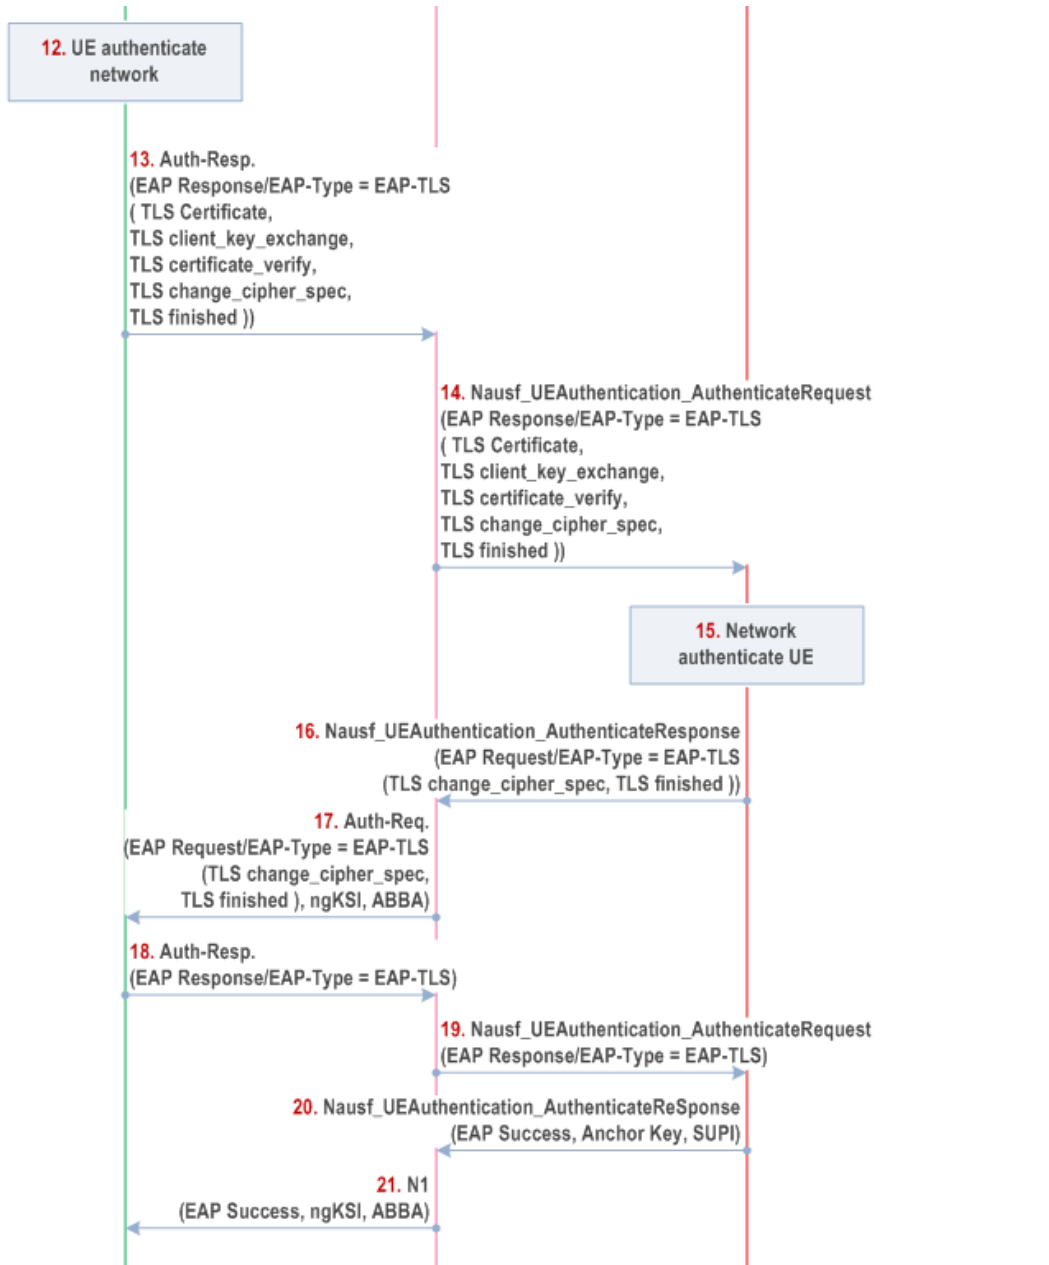 12. UE authenticate
network
13. Auth-Resp.
(EAP Response/EAP-Type = EAP-TLS
( TLS Certificate,
TLS client_key_exchange,
TLS certificate_verify,
TLS change_cipher_spec,
TLS finished ))
14. Nausf_UEAuthentication_AuthenticateRequest
(EAP Response/EAP-Type = EAP-TLS
( TLS Certificate,
TLS client_key_exchange,
TLS certificate_verify,
TLS change_cipher_spec,
TLS finished ))
15. Network
authenticate UE
16. Nausf_UEAuthentication_AuthenticateResponse
(EAP Request/EAP-Type = EAP-TLS
(TLS change_cipher_spec, TLS finished ))
17. Auth-Req.
(EAP Request/EAP-Type = EAP-TLS
(TLS change_cipher_spec,
TLS finished ), ngKSI, ABBA)
18. Auth-Resp.
(EAP Response/EAP-Type = EAP-TLS)
19. Nausf_UEAuthentication_AuthenticateRequest
(EAP Response/EAP-Type = EAP-TLS)
20. Nausf_UEAuthentication_AuthenticateReSponse
(EAP Success, Anchor Key, SUPI)
21. N1
(EAP Success, ngKSI, ABBA)